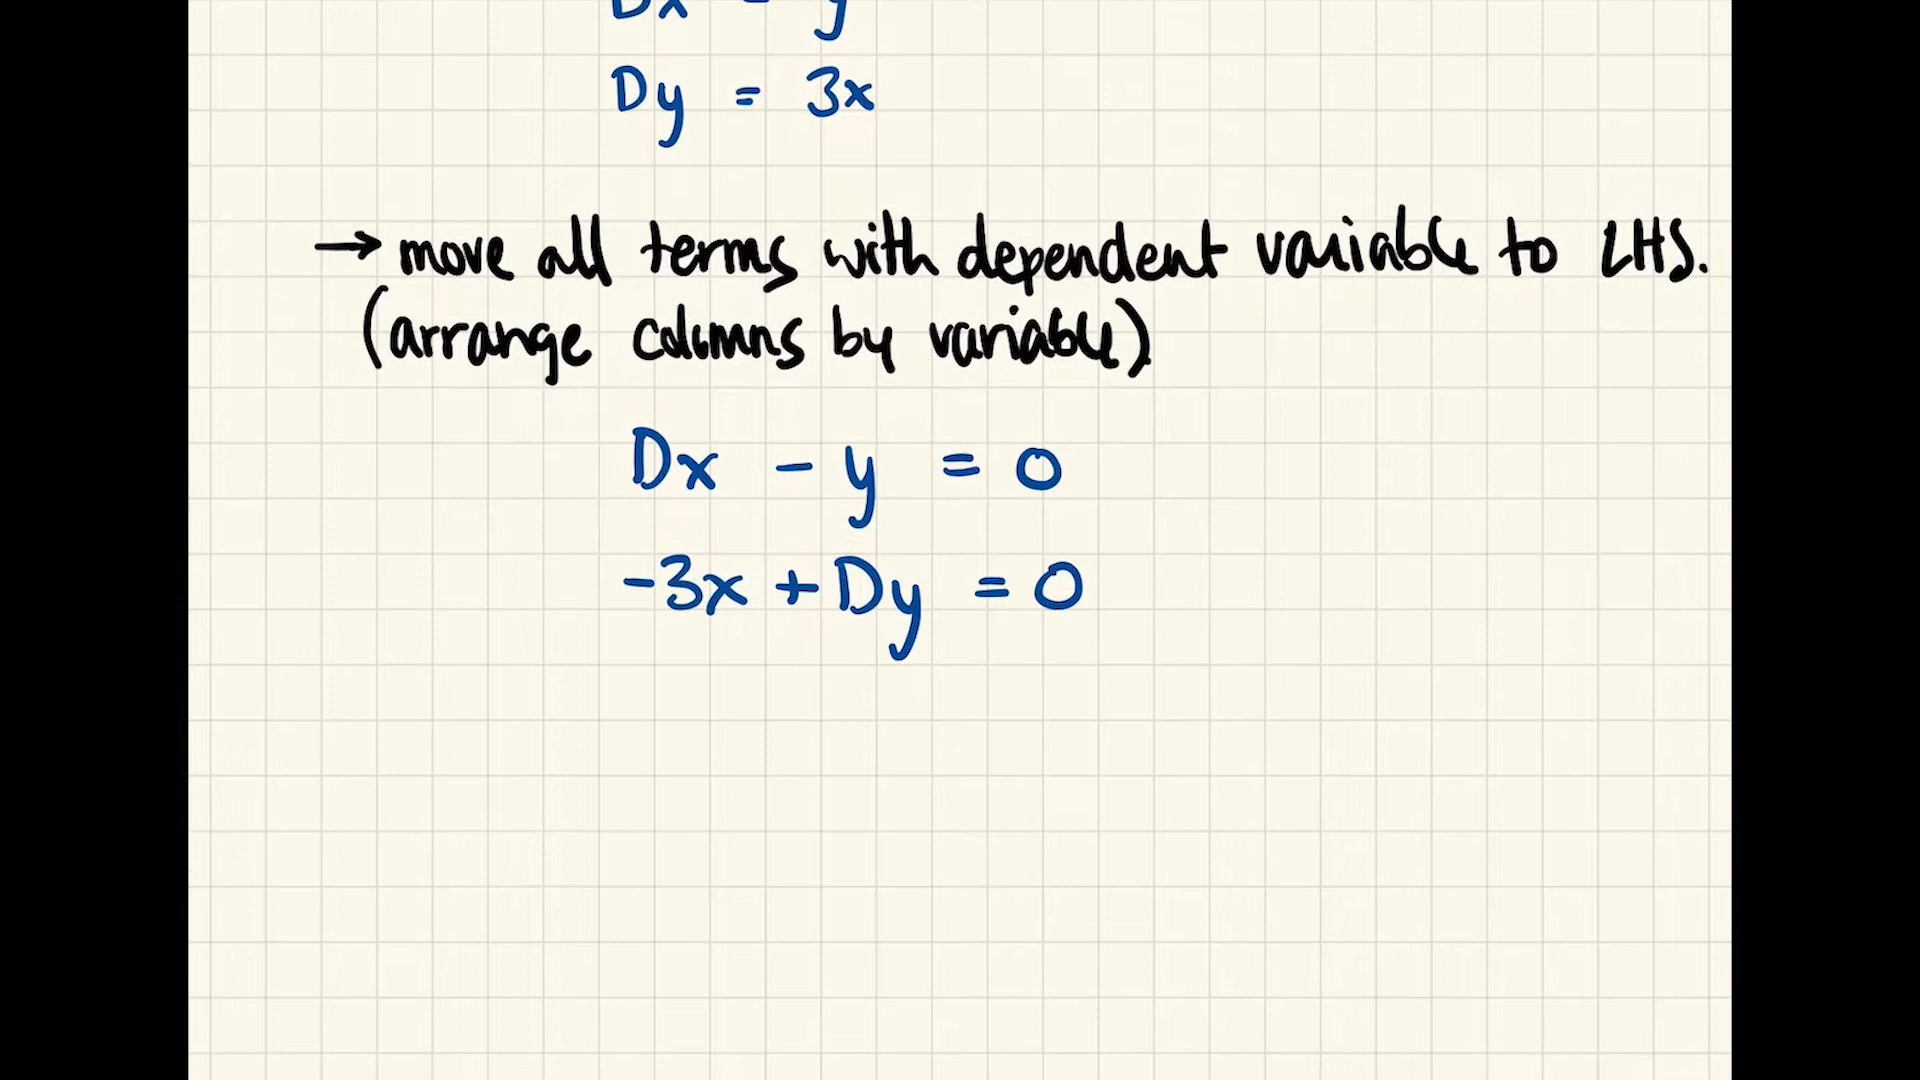 Dx = y
Dy = 3x
→ move all terms with dependent variable to LHS.
(arrange columns by variable)
Dx - y = 0
-3x + Dy = 0